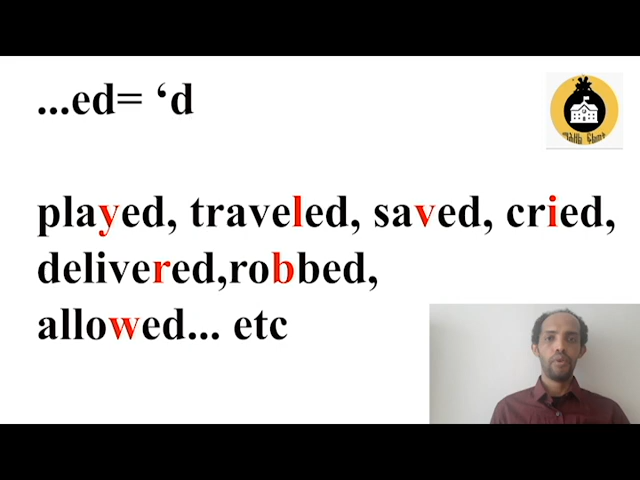 ...ed= ‘d
played, traveled, saved, cried,
delivered,robbed,
allowed... etc